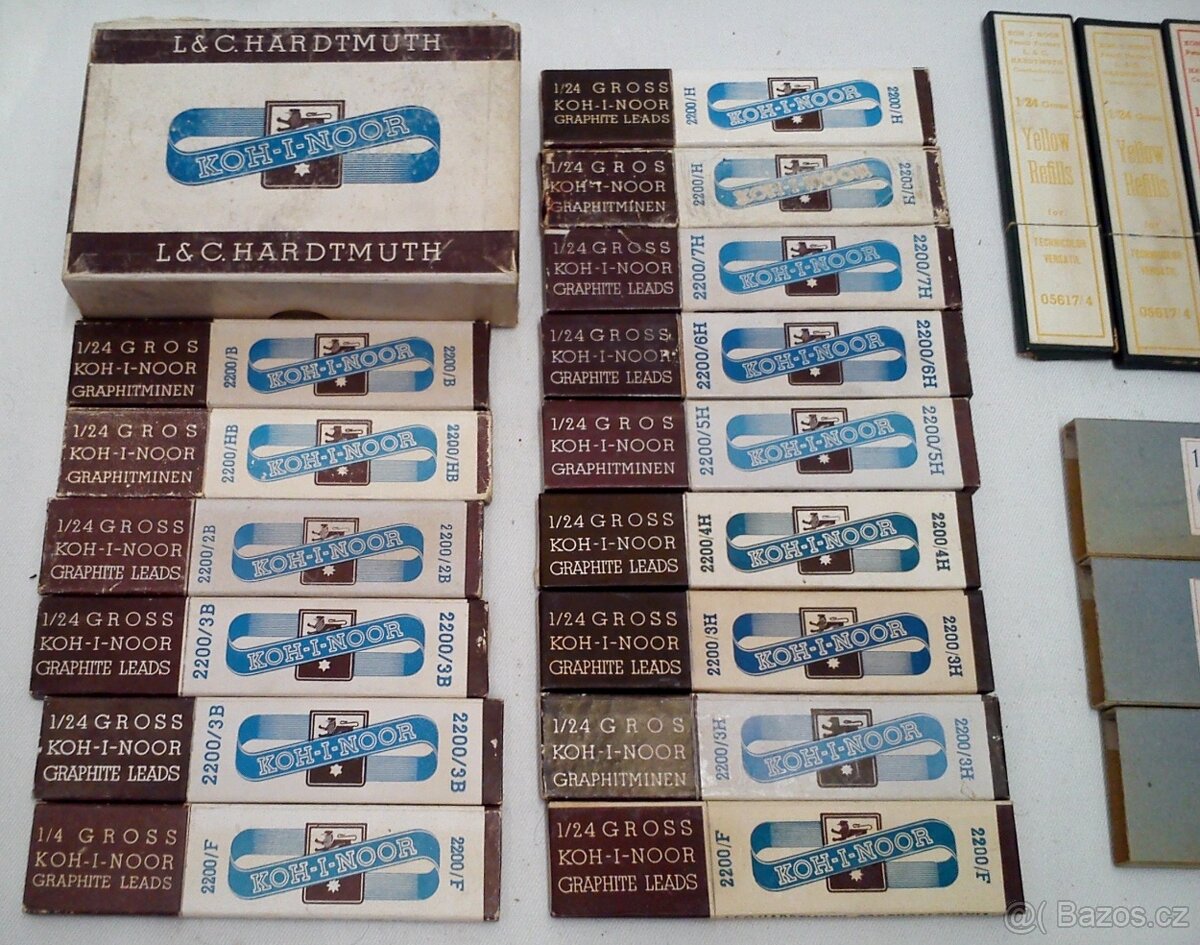 L & C. HARDTMUTH
KOH-I-NOOR
L & C. HARDTMUTH
1/24 GROS
KOH-I-NOOR
GRAPHITMINEN
2200/B
KOH-I-NOOR
2200/B
1/24 GROS
KOH-I-NOOR
GRAPHITMINEN
2200/HB
KOH-I-NOOR
2200/HB
1/24 GROSS
KOH-I-NOOR
GRAPHITE LEADS
2200/2B
KOH-I-NOOR
2200/2B
1/24 GROSS
KOH-I-NOOR
GRAPHITE LEADS
2200/3B
KOH-I-NOOR
2200/3B
1/24 GROSS
KOH-I-NOOR
GRAPHITE LEADS
2200/3B
KOH-I-NOOR
2200/3B
1/4 GROSS
KOH-I-NOOR
GRAPHITE LEADS
2200/F
KOH-I-NOOR
2200/F
1/24 GROSS
KOH-I-NOOR
GRAPHITE LEADS
2200/H
KOH-I-NOOR
2200/H
1/24 GROS
KOH-I-NOOR
GRAPHITMINEN
2200/H
KOH-I-NOOR
2200/H
1/24 GROSS
KOH-I-NOOR
GRAPHITE LEADS
2200/7H
KOH-I-NOOR
2200/7H
1/24 GROSS
KOH-I-NOOR
GRAPHITE LEADS
2200/6H
KOH-I-NOOR
2200/6H
1/24 GROS
KOH-I-NOOR
GRAPHITMINEN
2200/5H
KOH-I-NOOR
2200/5H
1/24 GROSS
KOH-I-NOOR
GRAPHITE LEADS
2200/4H
KOH-I-NOOR
2200/4H
1/24 GROSS
KOH-I-NOOR
GRAPHITE LEADS
2200/3H
KOH-I-NOOR
2200/3H
1/24 GROS
KOH-I-NOOR
GRAPHITMINEN
2200/3H
KOH-I-NOOR
2200/3H
1/24 GROSS
KOH-I-NOOR
GRAPHITE LEADS
2200/F
KOH-I-NOOR
2200/F
KOH-I-NOOR
L & C
HARDTMUTH
1/24 Gross
Yellow
Refills
for
TECHNICOLOR
VERSATIL
05617/4
1/24 Gross
Yellow
Refills
for
TECHNICOLOR
VERSATIL
05617/4
@( Bazos.cz